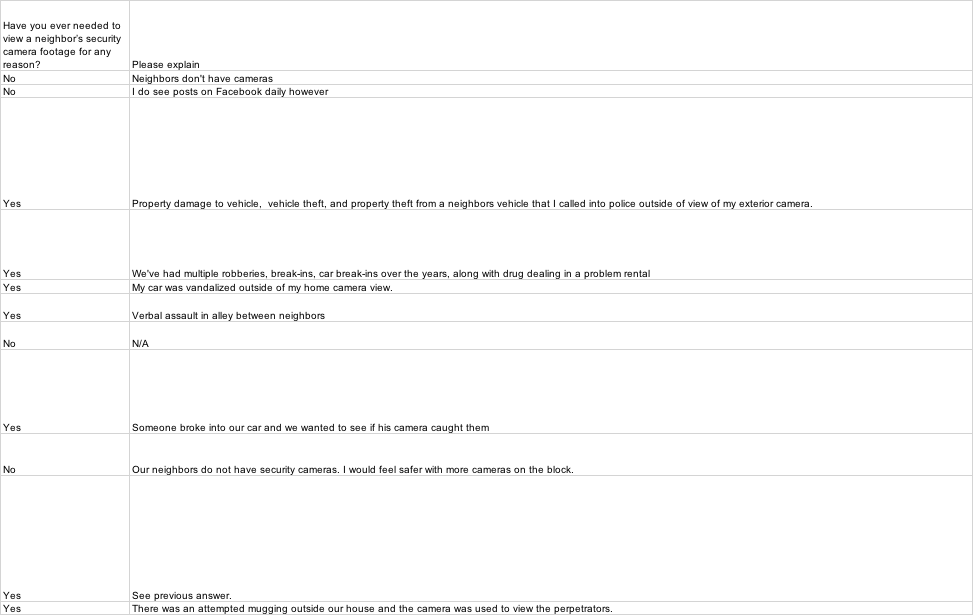 Have you ever needed to
view a neighbor's security
camera footage for any
reason?
Please explain
No
Neighbors don't have cameras
No
I do see posts on Facebook daily however
Yes
Property damage to vehicle,  vehicle theft, and property theft from a neighbors vehicle that I called into police outside of view of my exterior camera.
Yes
We've had multiple robberies, break-ins, car break-ins over the years, along with drug dealing in a problem rental
Yes
My car was vandalized outside of my home camera view.
Yes
Verbal assault in alley between neighbors
No
N/A
Yes
Someone broke into our car and we wanted to see if his camera caught them
No
Our neighbors do not have security cameras. I would feel safer with more cameras on the block.
Yes
See previous answer.
Yes
There was an attempted mugging outside our house and the camera was used to view the perpetrators.